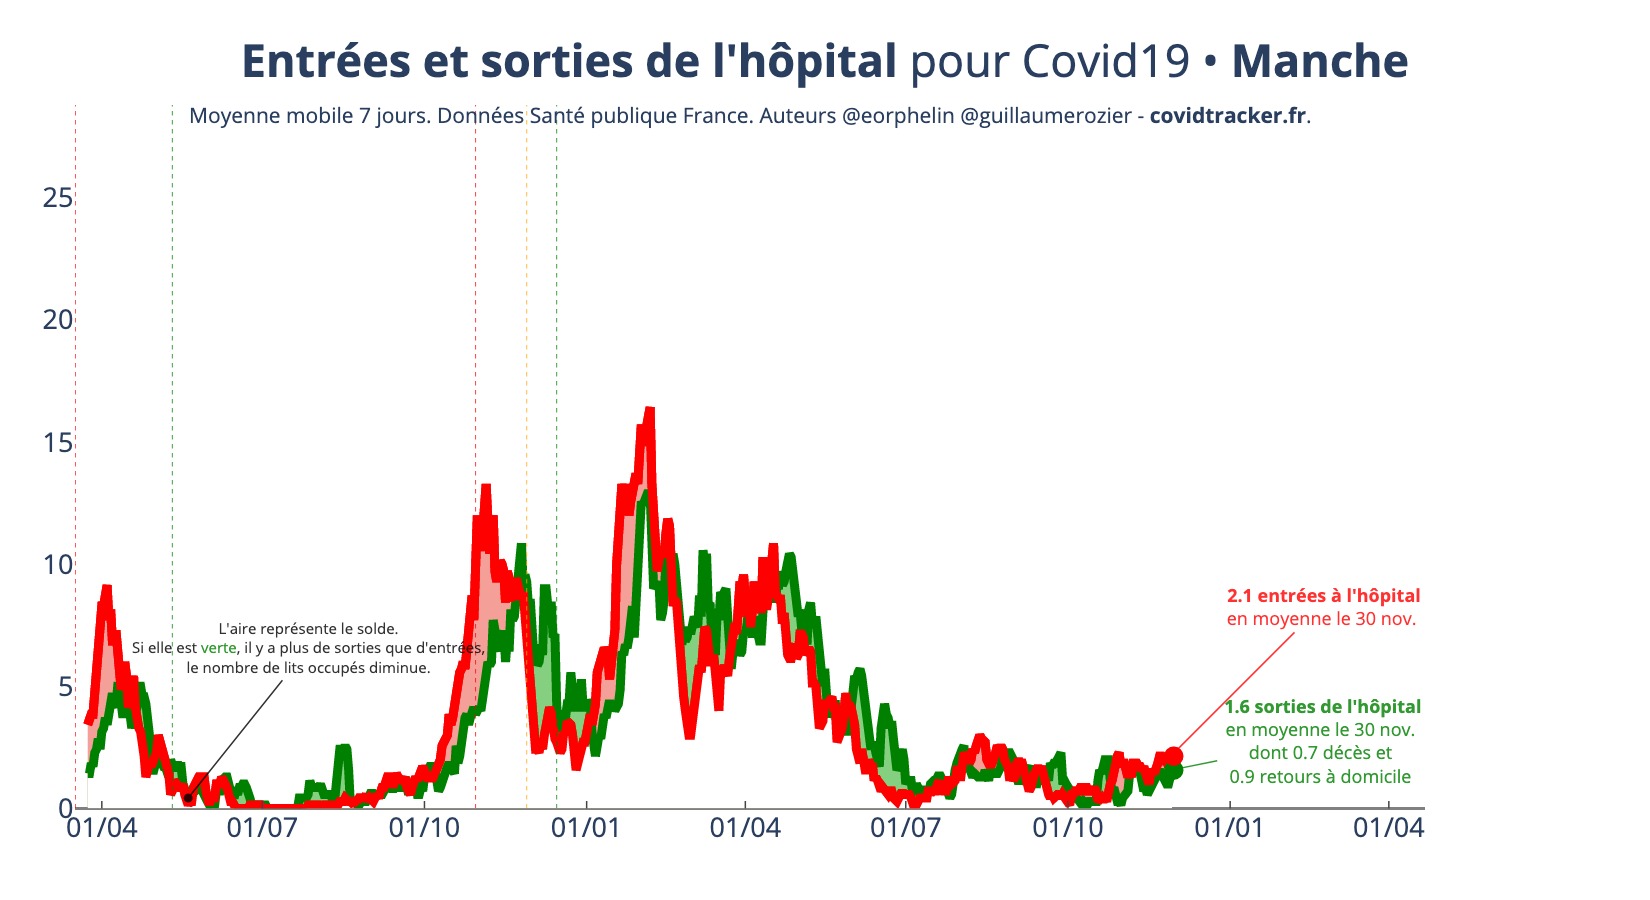 Entrées et sorties de l'hôpital pour Covid19 • Manche
Moyenne mobile 7 jours. Données Santé publique France. Auteurs @eorphelin @guillaumerozier - covidtracker.fr.
25
20
15
10
5
0
L'aire représente le solde.
Si elle est verte, il y a plus de sorties que d'entrées,
le nombre de lits occupés diminue.
2.1 entrées à l'hôpital
en moyenne le 30 nov.
1.6 sorties de l'hôpital
en moyenne le 30 nov.
dont 0.7 décès et
0.9 retours à domicile
01/04 01/07 01/10 01/01 01/04 01/07 01/10 01/01 01/04